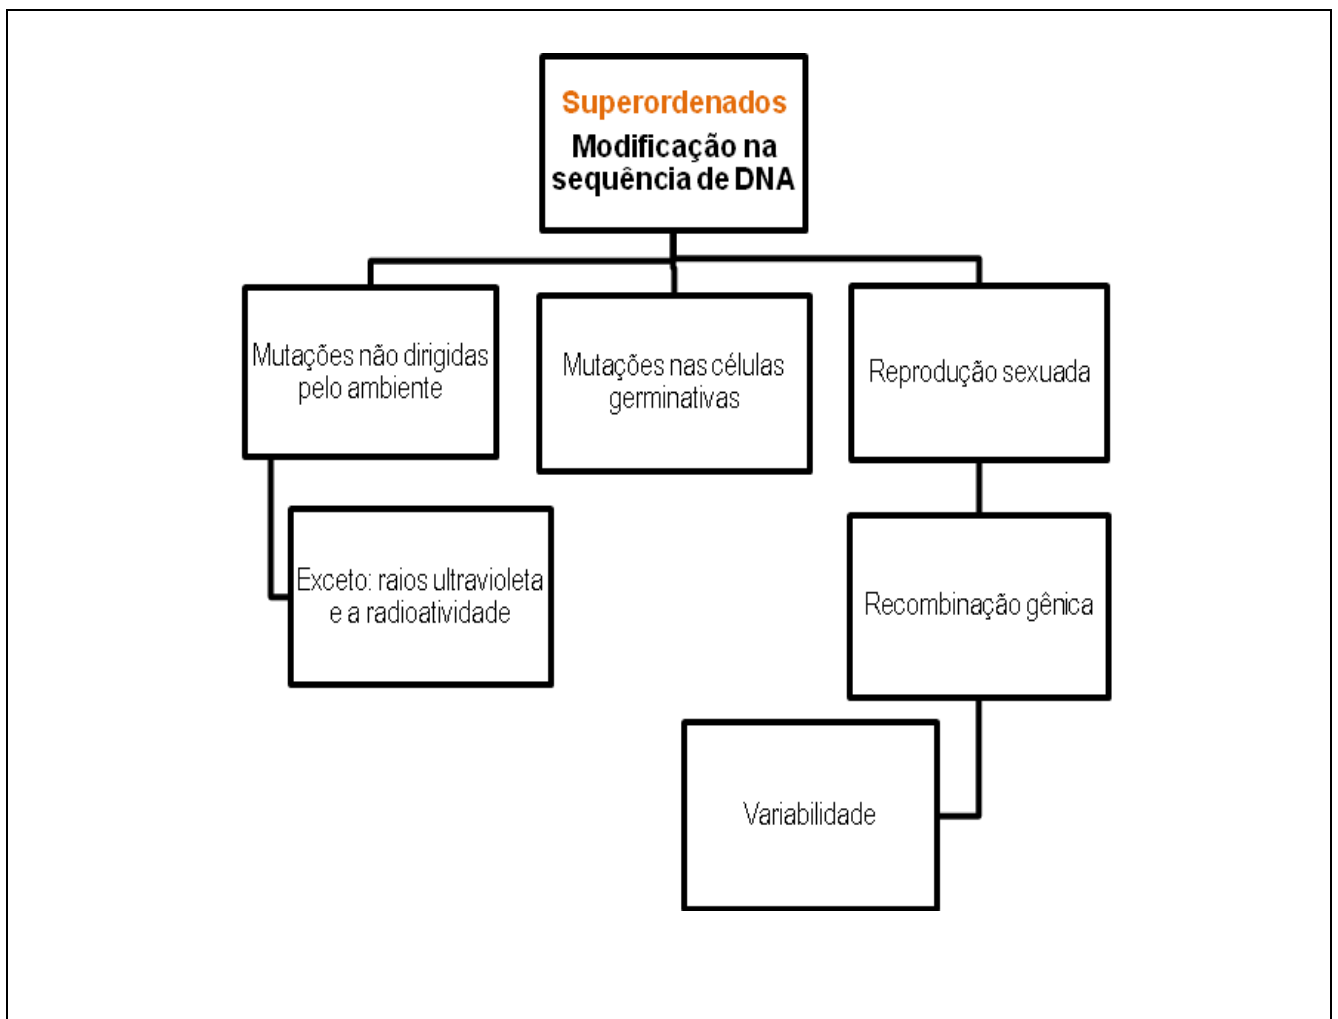 Superordenados
Modificação na
sequência de DNA
Mutações não dirigidas
pelo ambiente
Mutações nas células
germinativas
Reprodução sexuada
Exceto: raios ultravioleta
e a radioatividade
Recombinação gênica
Variabilidade